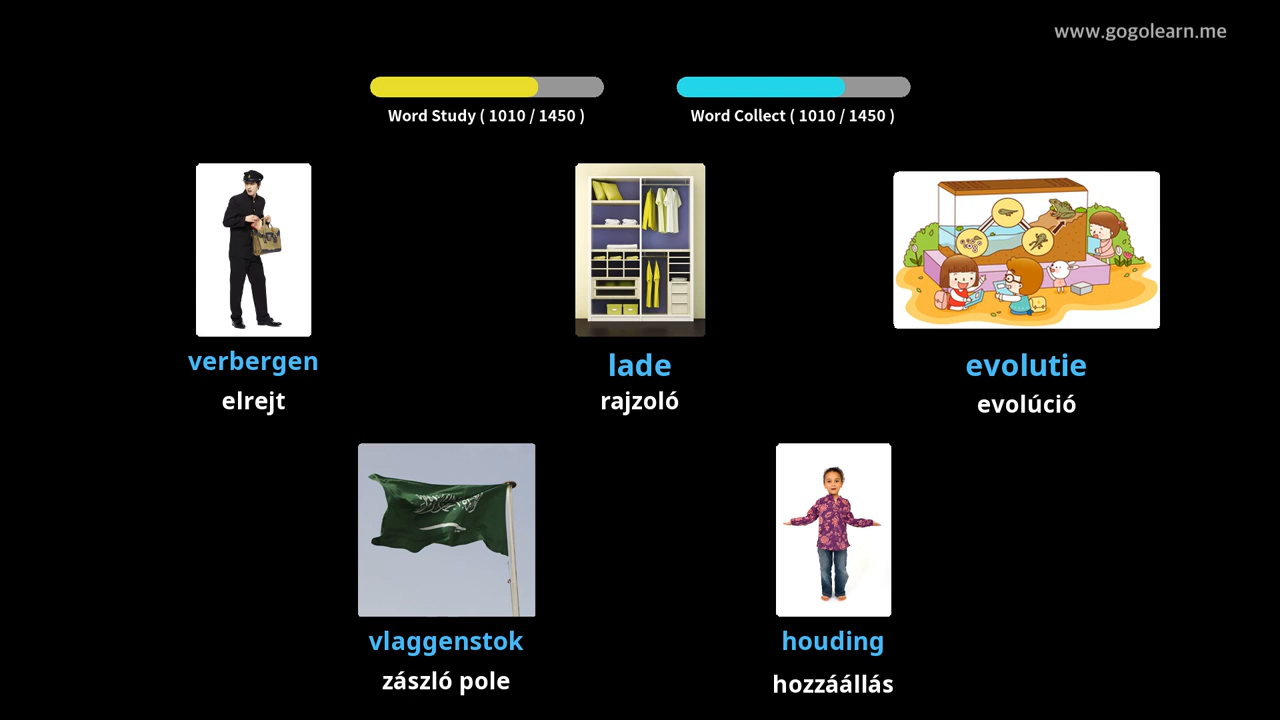 www.gogolearn.me
Word Study ( 1010 / 1450 )
Word Collect ( 1010 / 1450 )
verbergen
elrejt
lade
rajzoló
evolutie
evolúció
vlaggenstok
zászló pole
houding
hozzáállás